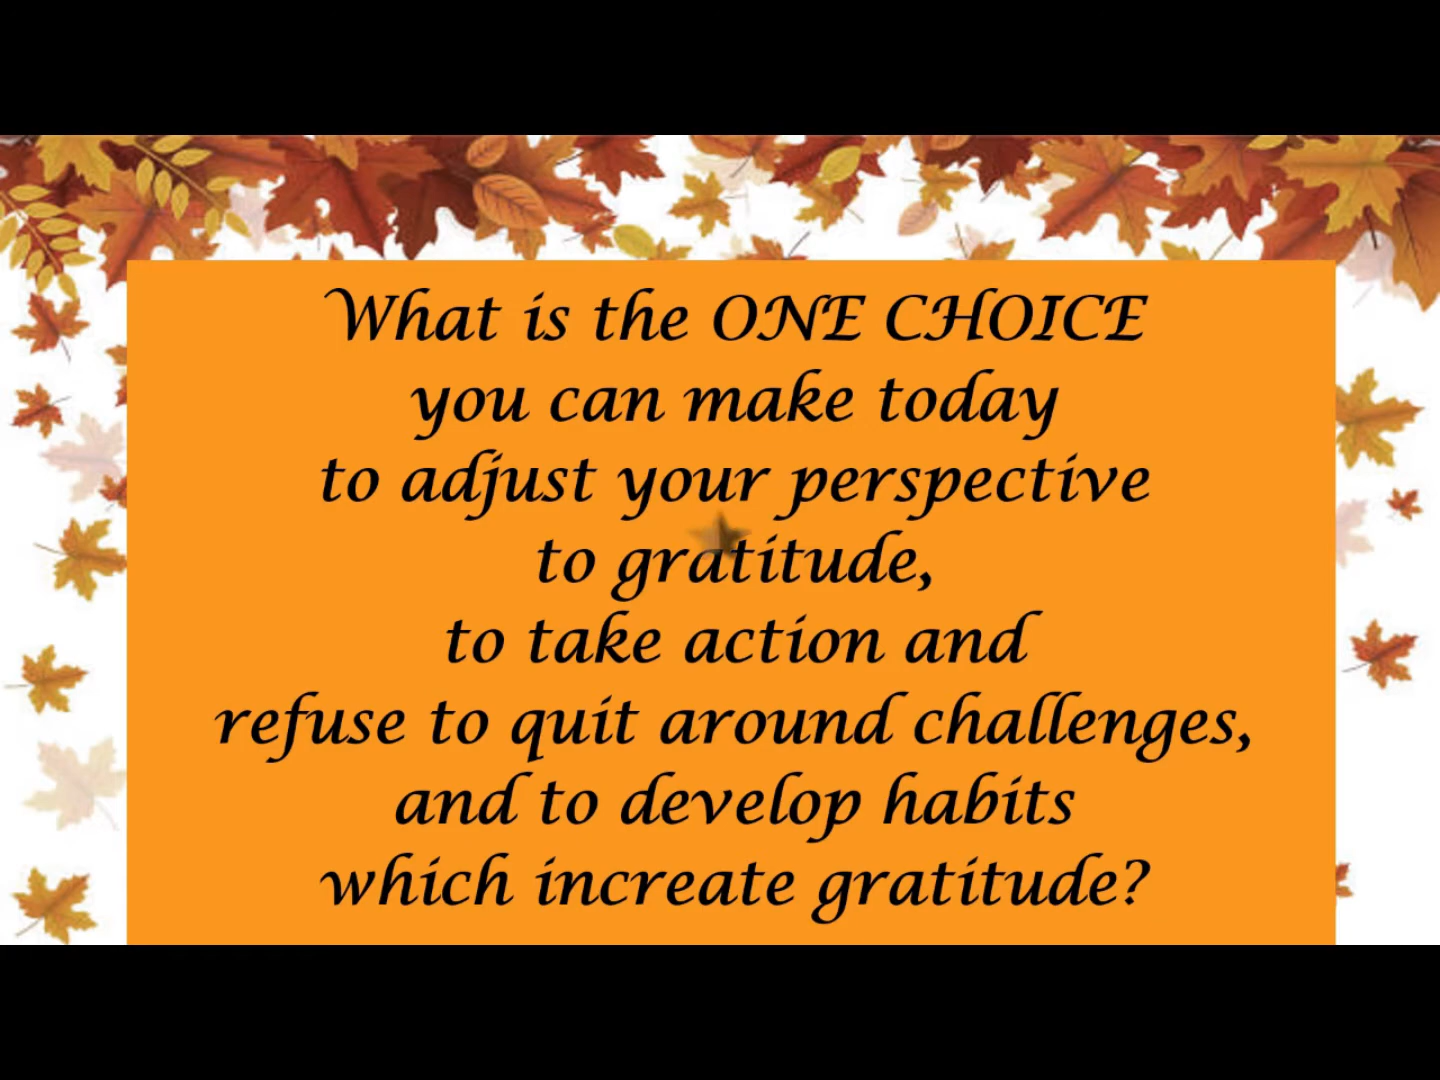 What is the ONE CHOICE
you can make today
to adjust your perspective
to gratitude,
to take action and
refuse to quit around challenges,
and to develop habits
which increate gratitude?